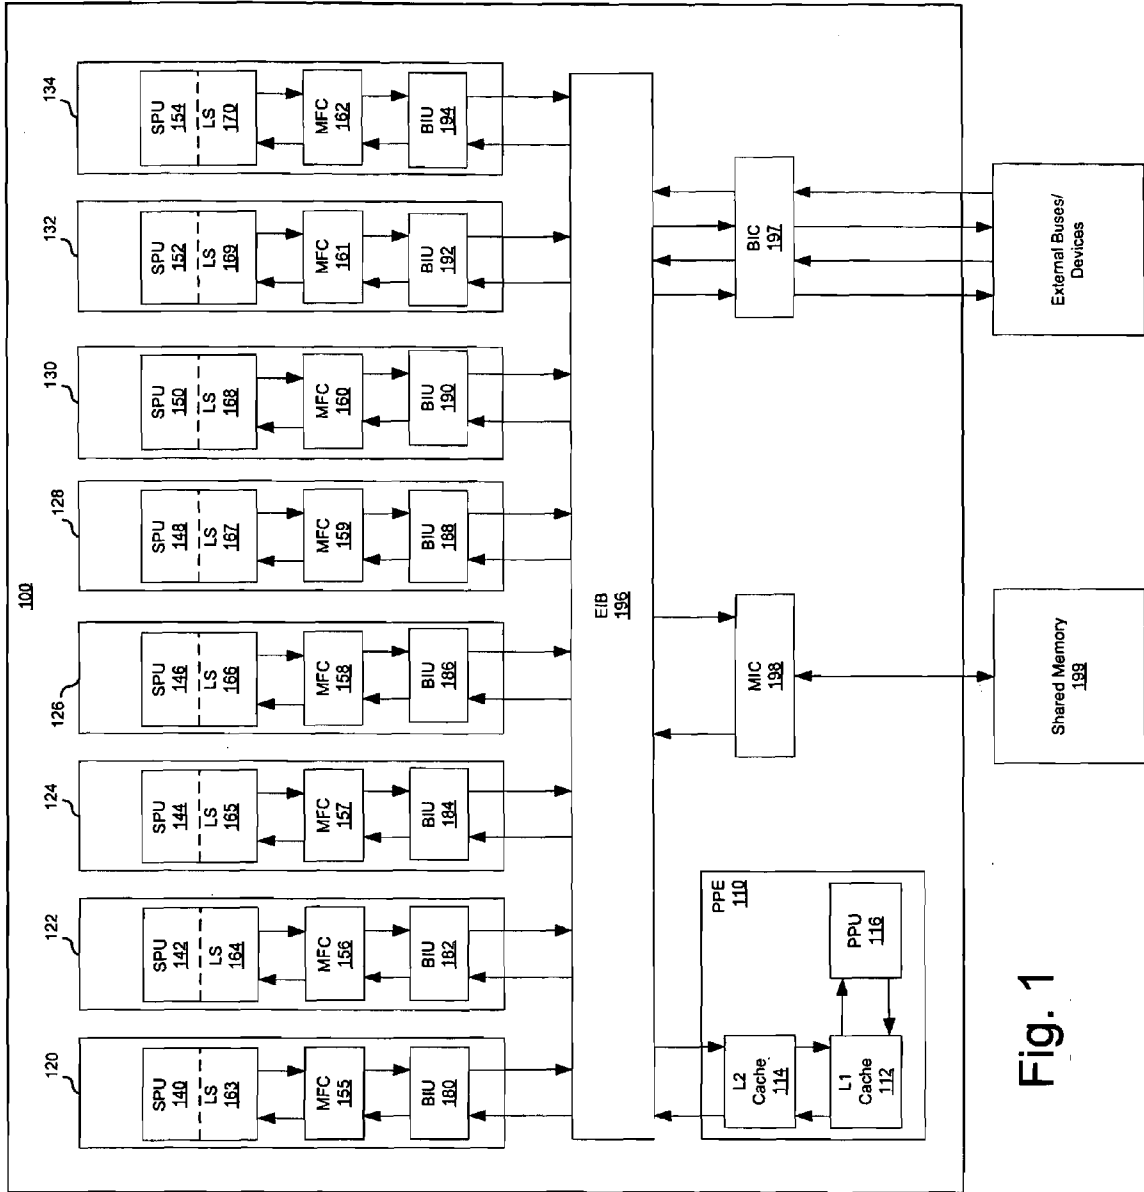 100
120
SPU
140
LS
163
MFC
155
BIU
180
122
SPU
142
LS
164
MFC
156
BIU
182
124
SPU
144
LS
165
MFC
157
BIU
184
126
SPU
146
LS
166
MFC
158
BIU
186
128
SPU
148
LS
167
MFC
159
BIU
188
130
SPU
150
LS
168
MFC
160
BIU
190
132
SPU
152
LS
169
MFC
161
BIU
192
134
SPU
154
LS
170
MFC
162
BIU
194
EIB
196
PPE
110
L2
Cache
114
L1
Cache
112
PPU
116
MIC
198
BIC
197
Shared Memory
199
External Buses/
Devices
Fig. 1